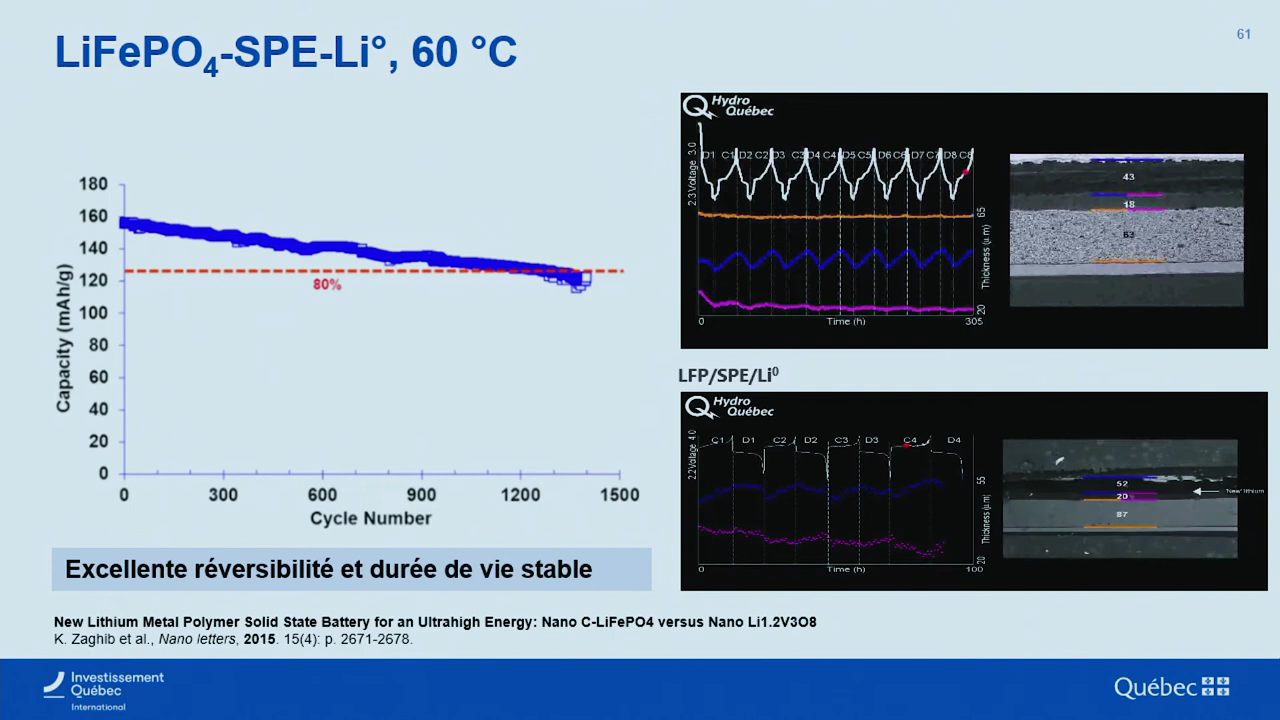 LiFePO4-SPE-Li°, 60 °C
61
180
160
140
120
100
80
60
40
20
0
Capacity (mAh/g)
80%
0 300 600 900 1200 1500
Cycle Number
Excellente réversibilité et durée de vie stable
Hydro
Québec
2.3 Voltage 3.0
D1 C1 D2 C2 D3 C3 D4 C4 D5 C5 D6 C6 D7 C7 D8 C8
Thickness (μm)
20 65
0 Time (h) 305
43
18
53
LFP/SPE/Li⁰
Hydro
Québec
2.2 Voltage 4.0
C1 D1 C2 D2 C3 D3 C4 D4
Thickness (μm)
20 55
0 Time (h) 100
52
20
87
New lithium
New Lithium Metal Polymer Solid State Battery for an Ultrahigh Energy: Nano C-LiFePO4 versus Nano Li1.2V3O8
K. Zaghib et al., Nano letters, 2015. 15(4): p. 2671-2678.
Investissement
Québec
International
Québec